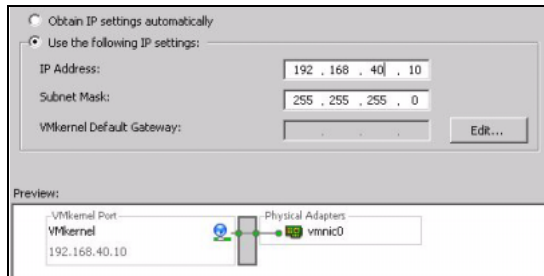 Obtain IP settings automatically
Use the following IP settings:
IP Address: 192 . 168 . 40 . 10
Subnet Mask: 255 . 255 . 255 . 0
VMkernel Default Gateway: . . . Edit...
Preview:
VMkernel Port Physical Adapters
VMkernel vmnic0
192.168.40.10